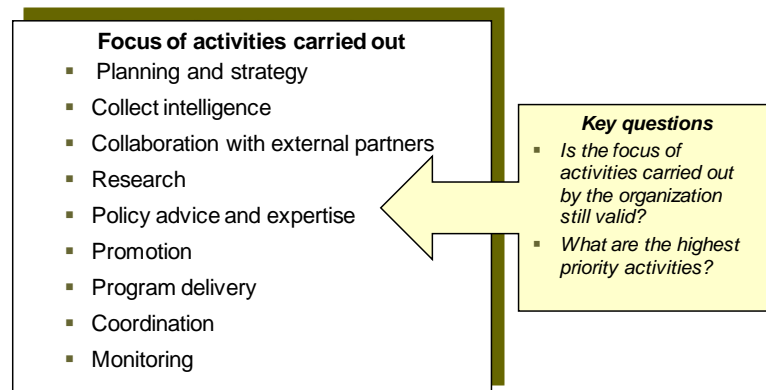 Focus of activities carried out
▪ Planning and strategy
▪ Collect intelligence
▪ Collaboration with external partners
▪ Research
▪ Policy advice and expertise
▪ Promotion
▪ Program delivery
▪ Coordination
▪ Monitoring
Key questions
▪ Is the focus of
activities carried out
by the organization
still valid?
▪ What are the highest
priority activities?